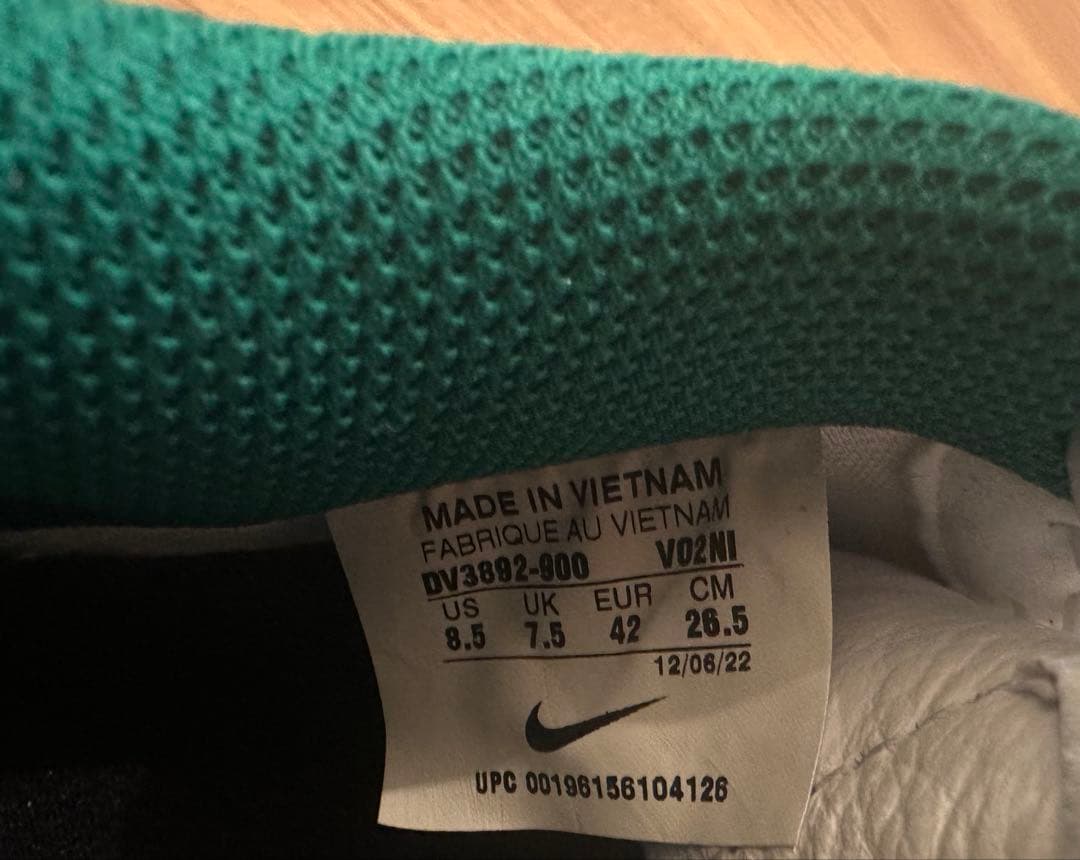 MADE IN VIETNAM
FABRIQUE AU VIETNAM
DV3892-900 V02NI
US UK EUR CM
8.5 7.5 42 26.5
12/06/22
UPC 00196156104126